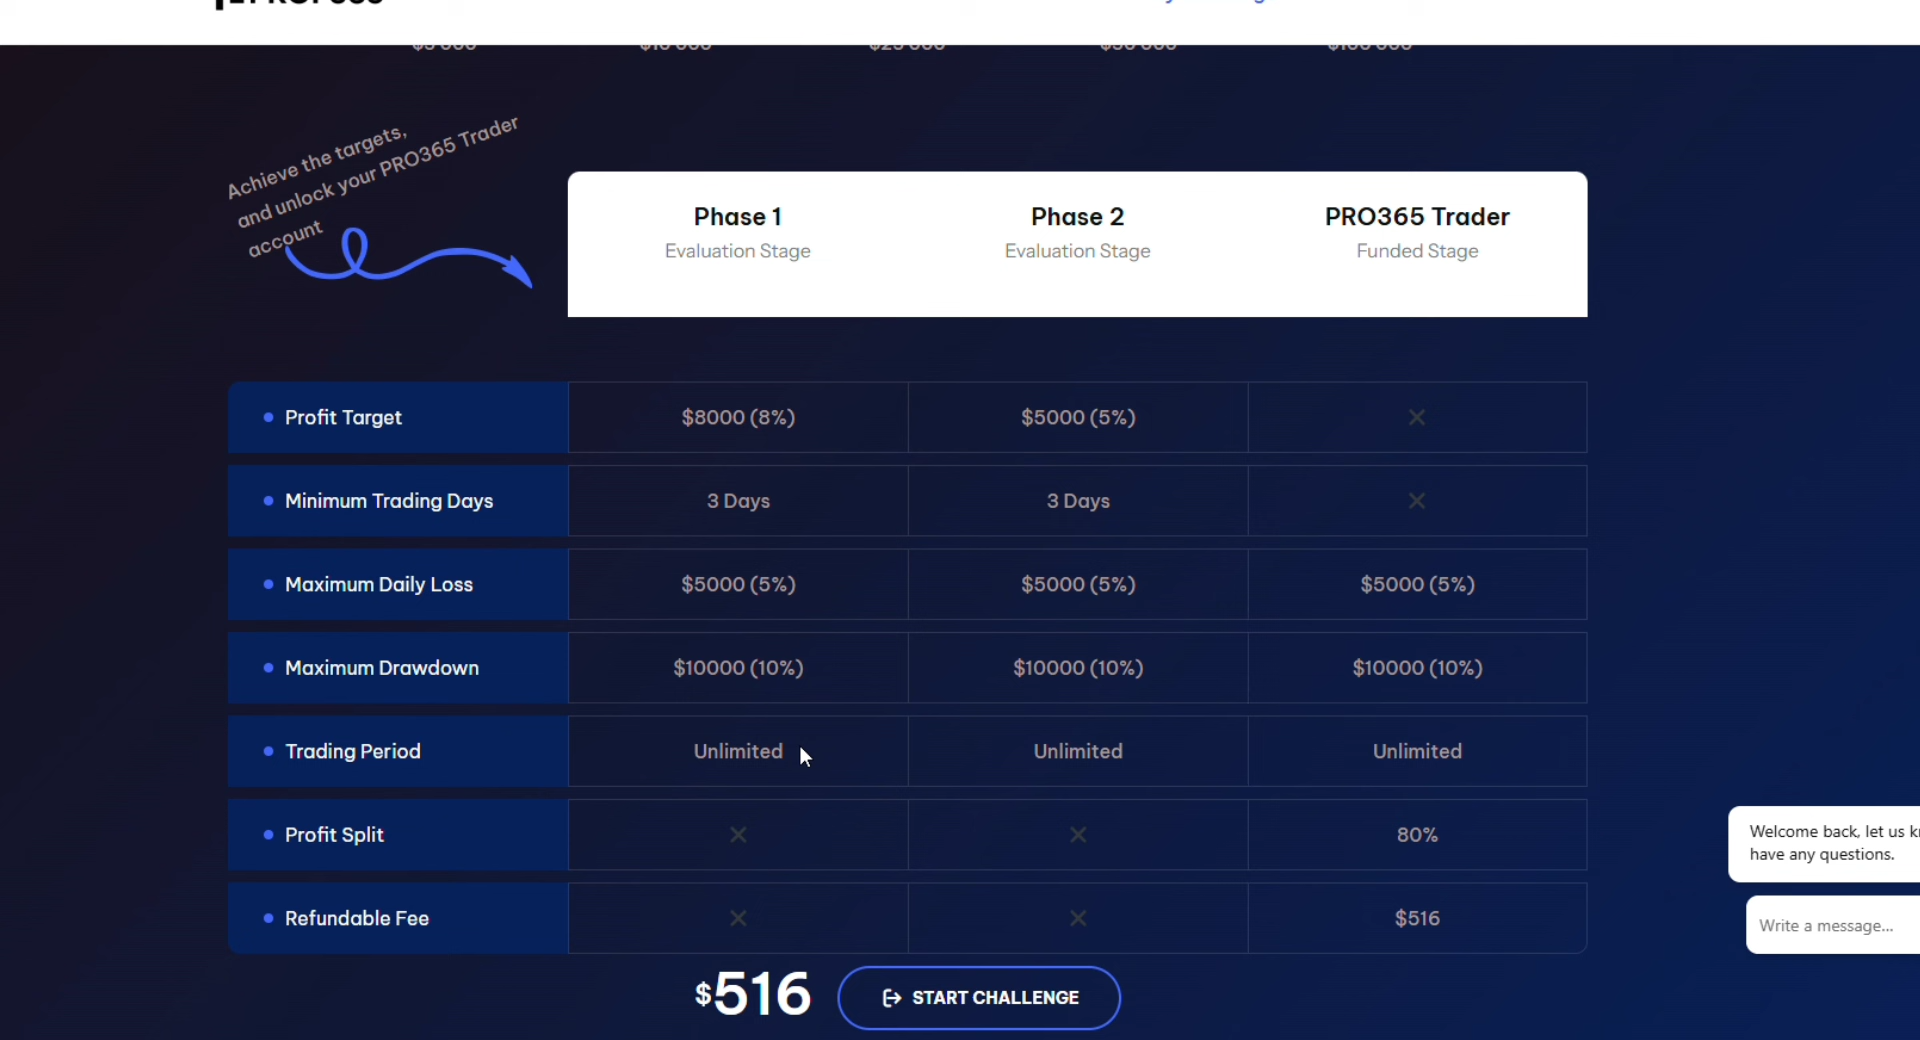 Achieve the targets,
and unlock your PRO365 Trader
account
Phase 1 Phase 2 PRO365 Trader
Evaluation Stage Evaluation Stage Funded Stage
Profit Target $8000 (8%) $5000 (5%) ✕
Minimum Trading Days 3 Days 3 Days ✕
Maximum Daily Loss $5000 (5%) $5000 (5%) $5000 (5%)
Maximum Drawdown $10000 (10%) $10000 (10%) $10000 (10%)
Trading Period Unlimited Unlimited Unlimited
Profit Split ✕ ✕ 80%
Welcome back, let us
have any questions.
Refundable Fee ✕ ✕ $516
Write a message...
$516 START CHALLENGE